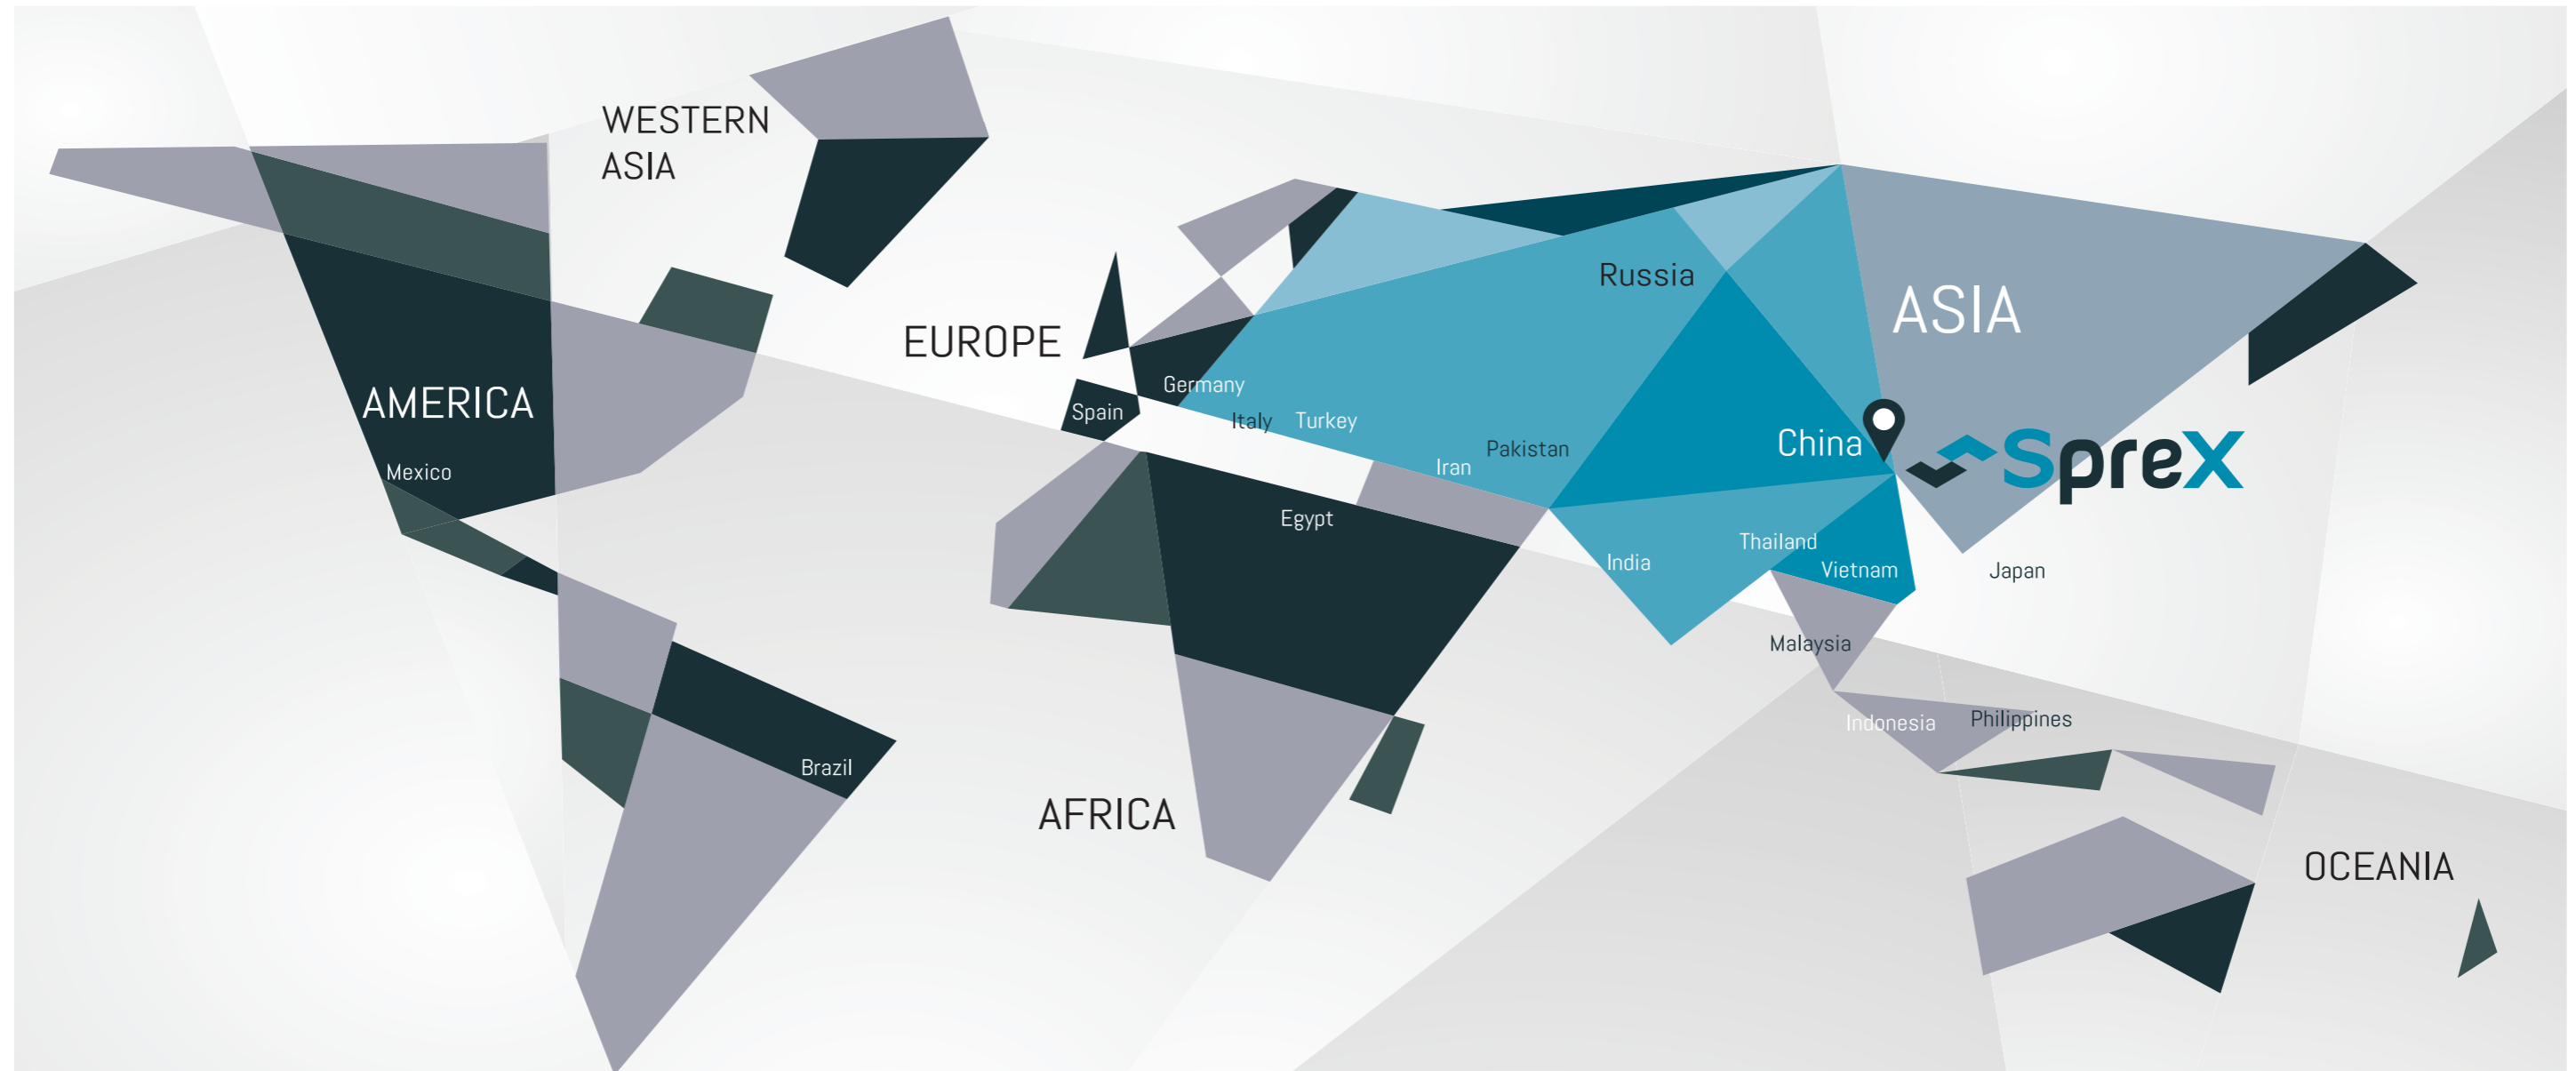 WESTERN
ASIA
Russia
ASIA
EUROPE
Germany
AMERICA
Spain
Italy
Turkey
China
Pakistan
SpreX
Mexico
Iran
Egypt
Thailand
India
Vietnam
Japan
Malaysia
Indonesia
Philippines
Brazil
AFRICA
OCEANIA